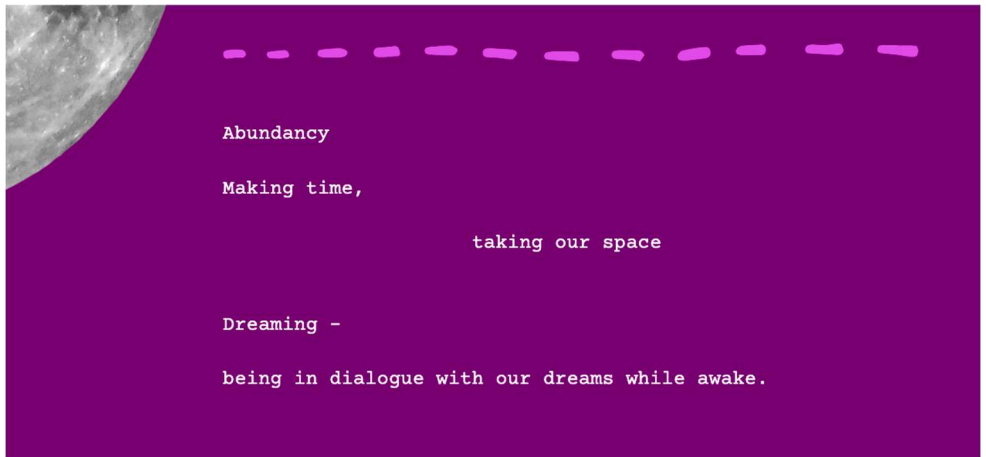 Abundancy
Making time,
taking our space
Dreaming –
being in dialogue with our dreams while awake.